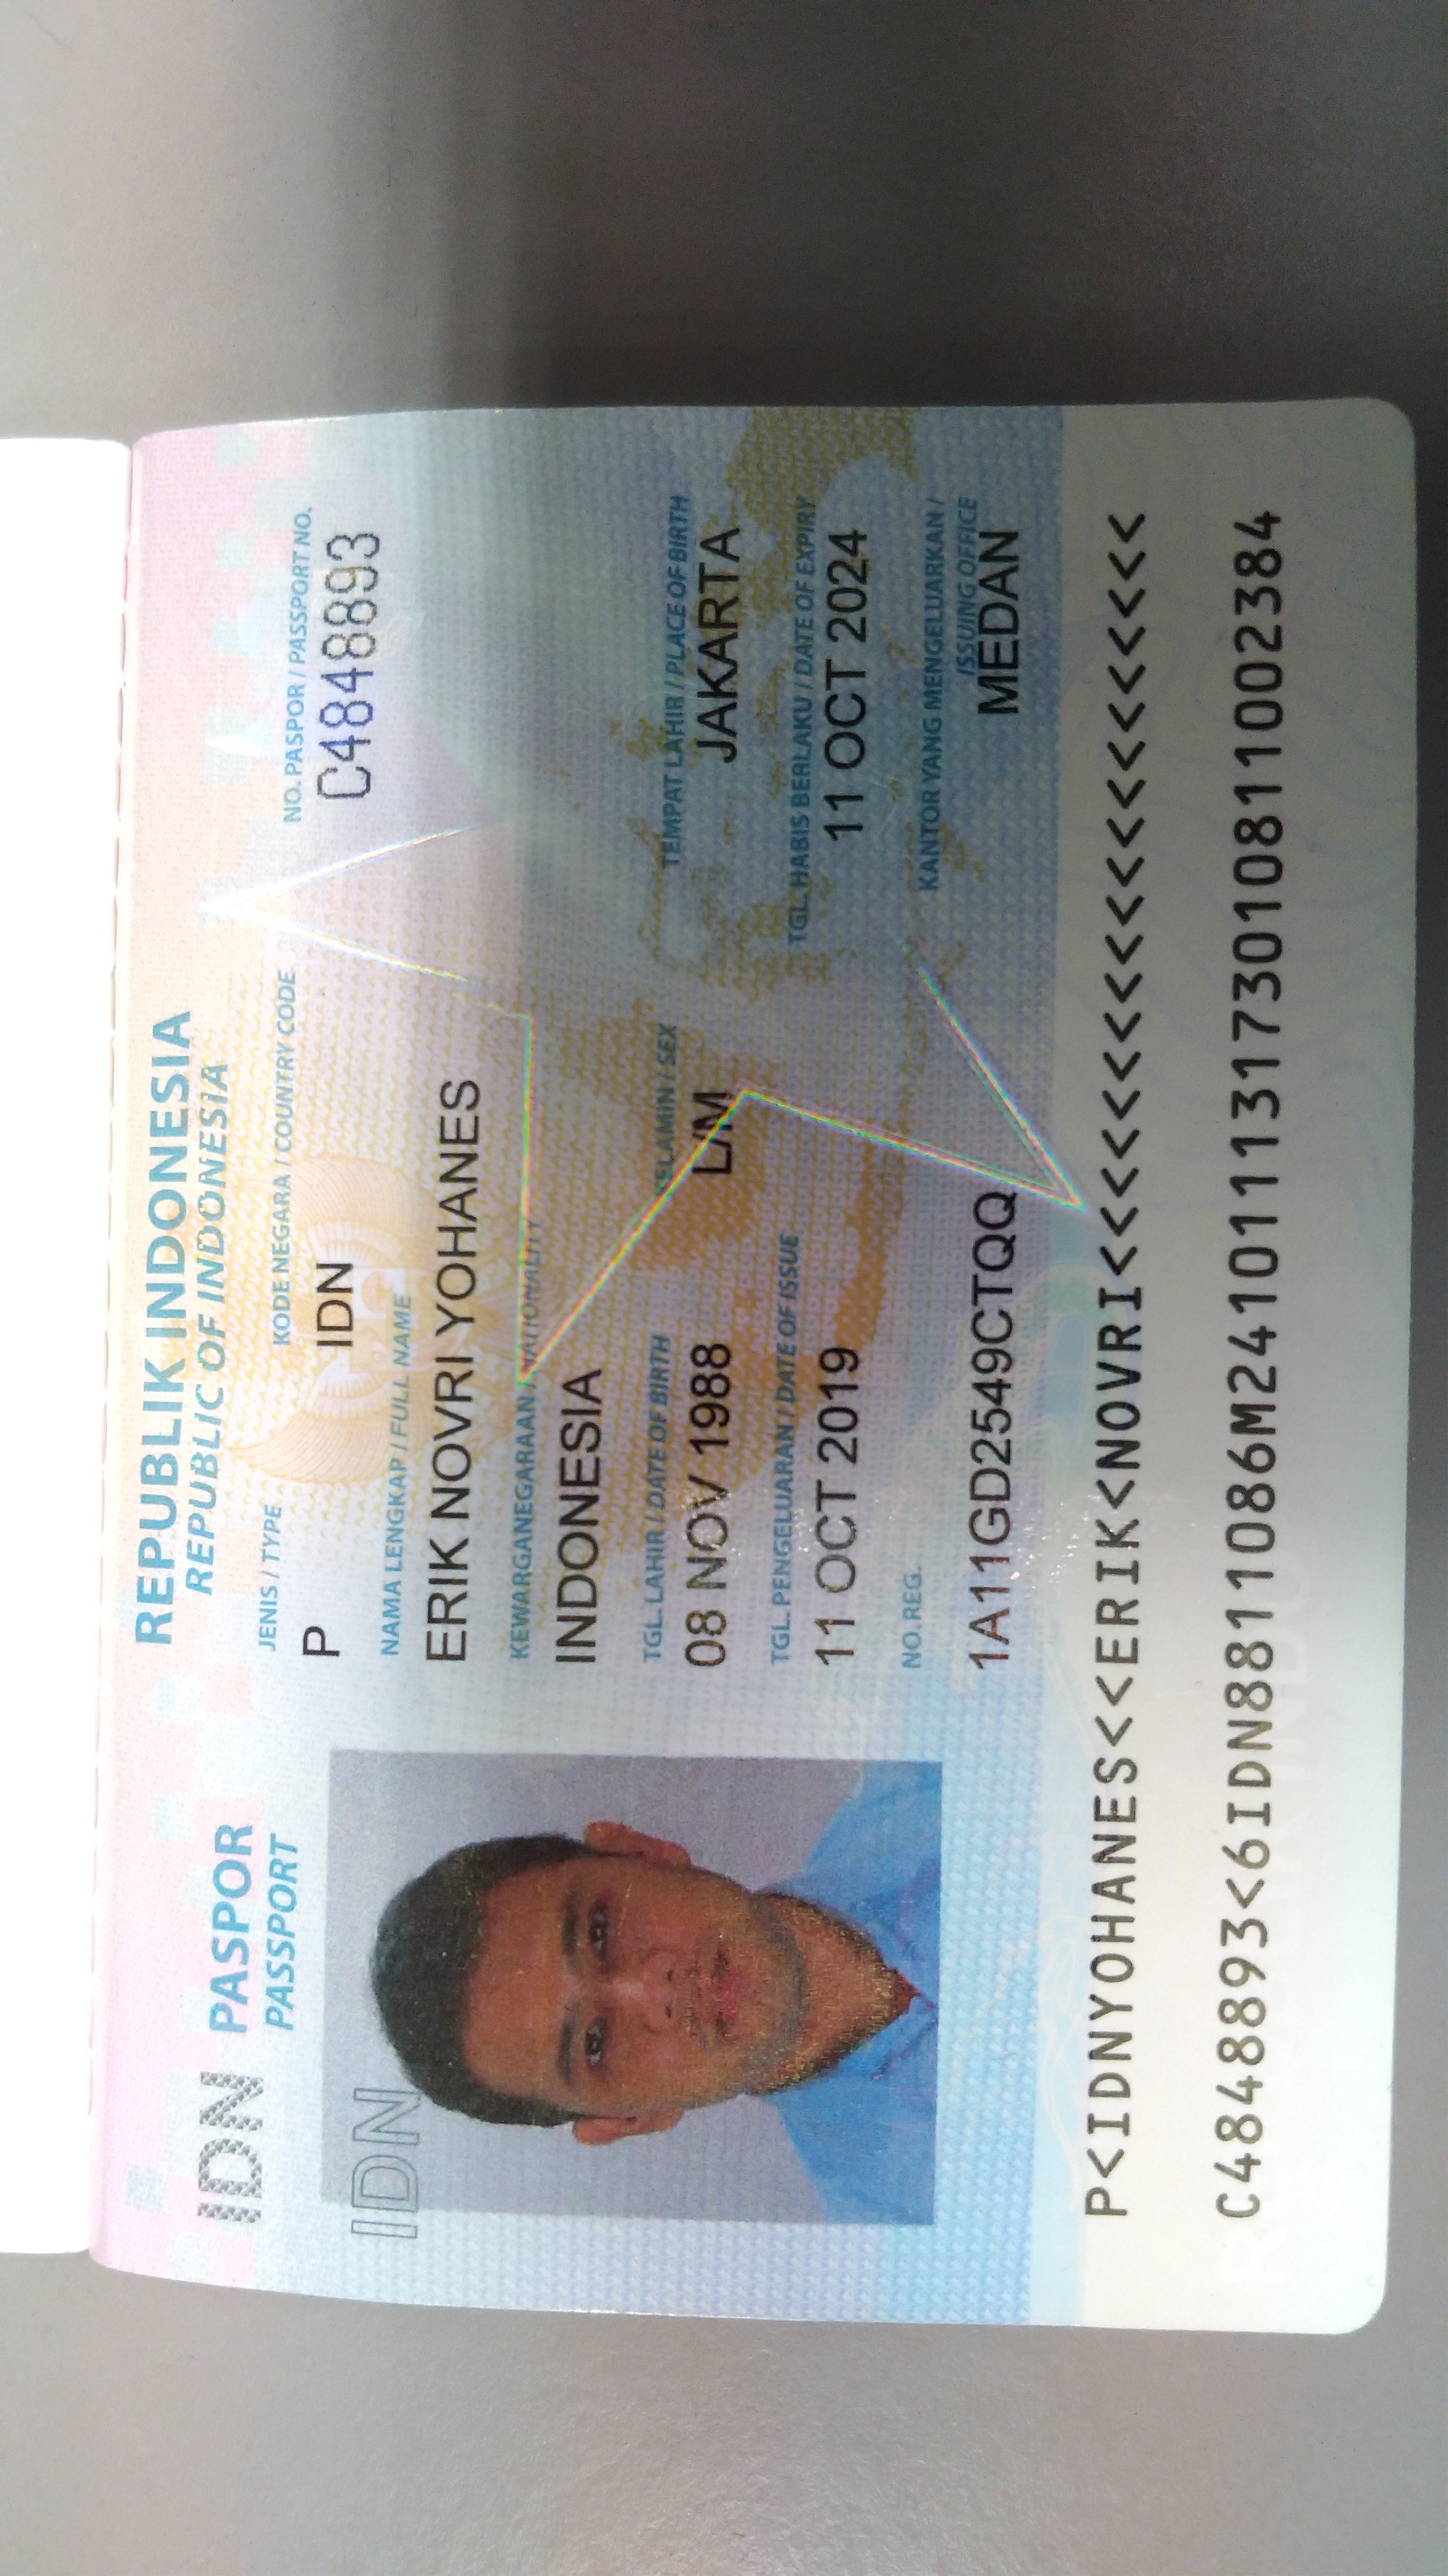 REPUBLIK INDONESIA
REPUBLIC OF INDONESIA
IDN PASPOR
PASSPORT
JENIS / TYPE KODE NEGARA / COUNTRY CODE NO. PASPOR / PASSPORT NO.
P IDN C4848893
IDN
NAMA LENGKAP / FULL NAME
ERIK NOVRI YOHANES
KEWARGANEGARAAN / NATIONALITY
INDONESIA
TGL. LAHIR / DATE OF BIRTH KELAMIN / SEX TEMPAT LAHIR / PLACE OF BIRTH
08 NOV 1988 L/M JAKARTA
TGL. PENGELUARAN / DATE OF ISSUE TGL. HABIS BERLAKU / DATE OF EXPIRY
11 OCT 2019 11 OCT 2024
NO. REG. KANTOR YANG MENGELUARKAN /
ISSUING OFFICE
1A11GD2549CTQQ MEDAN
P<IDNYOHANES<<ERIK<NOVRI<<<<<<<<<<<<<<<<<<<<
C4848893<6IDN8811086M24101113173010811002384